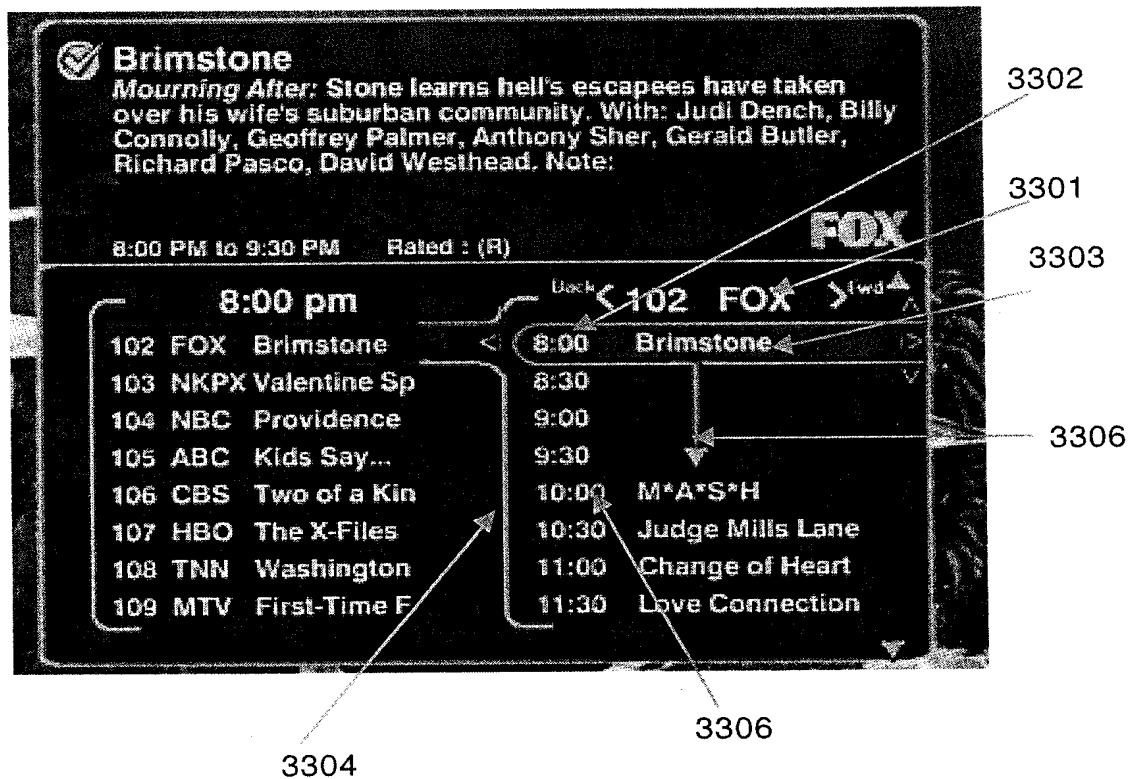 Brimstone
Mourning After: Stone learns hell's escapees have taken
over his wife's suburban community. With: Judi Dench, Billy
Connolly, Geoffrey Palmer, Anthony Sher, Gerald Butler,
Richard Pasco, David Westhead. Note:
8:00 PM to 9:30 PM Rated : (R)
FOX
8:00 pm
102 FOX Brimstone
103 NKPX Valentine Sp
104 NBC Providence
105 ABC Kids Say...
106 CBS Two of a Kin
107 HBO The X-Files
108 TNN Washington
109 MTV First-Time F
Back < 102 FOX > Fwd
8:00 Brimstone
8:30
9:00
9:30
10:00 M*A*S*H
10:30 Judge Mills Lane
11:00 Change of Heart
11:30 Love Connection
3302
3301
3303
3306
3306
3304